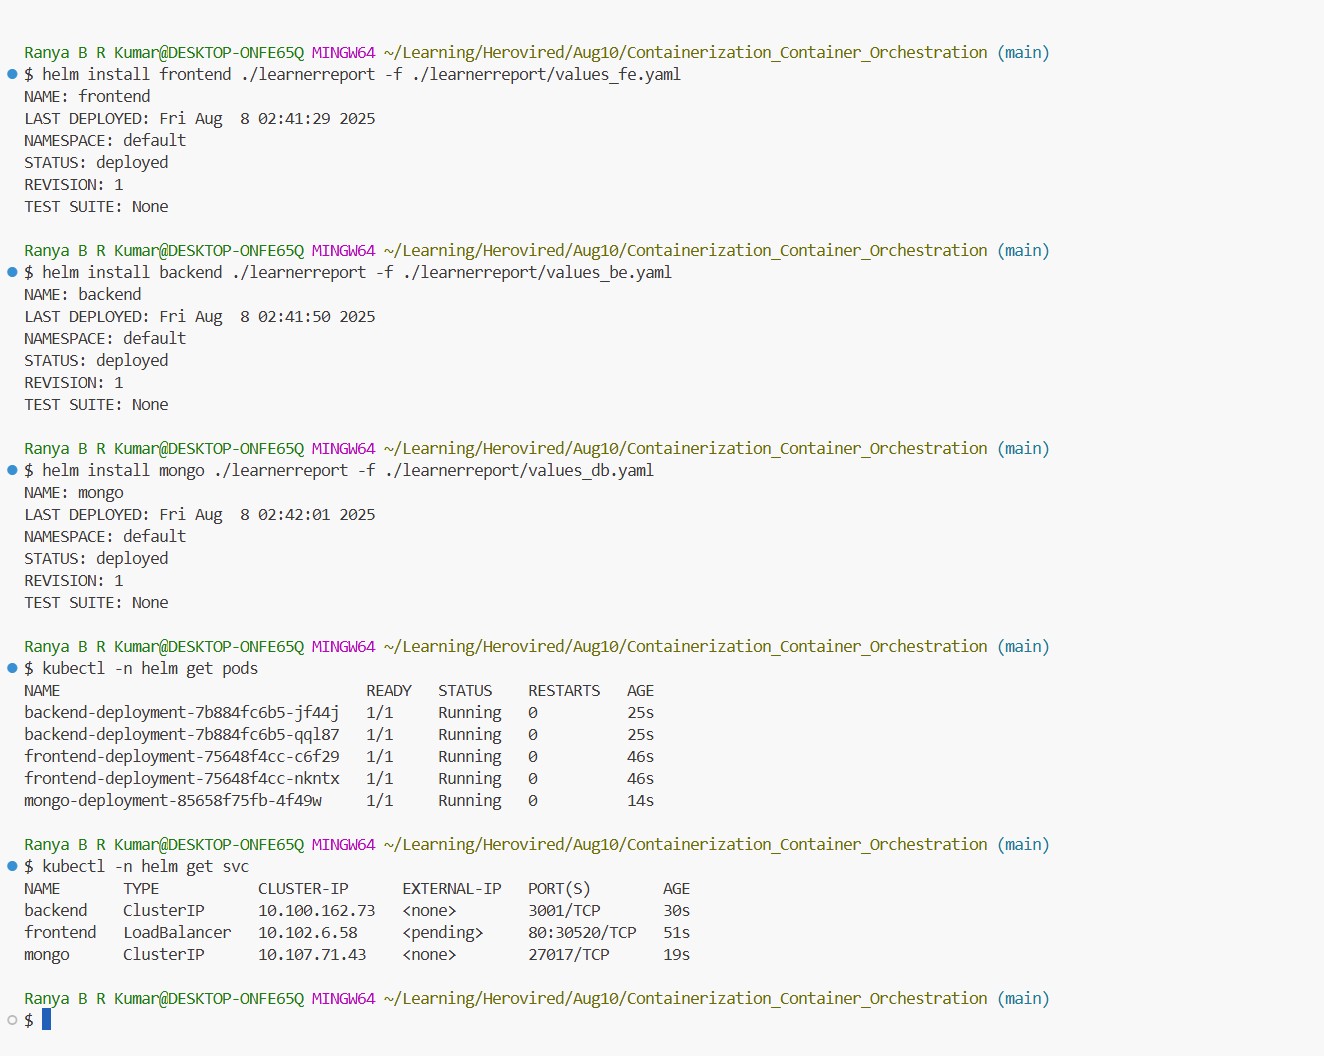 Ranya B R Kumar@DESKTOP-ONFE65Q MINGW64 ~/Learning/Herovired/Aug10/Containerization_Container_Orchestration (main)
$ helm install frontend ./learnerreport -f ./learnerreport/values_fe.yaml
NAME: frontend
LAST DEPLOYED: Fri Aug  8 02:41:29 2025
NAMESPACE: default
STATUS: deployed
REVISION: 1
TEST SUITE: None
Ranya B R Kumar@DESKTOP-ONFE65Q MINGW64 ~/Learning/Herovired/Aug10/Containerization_Container_Orchestration (main)
$ helm install backend ./learnerreport -f ./learnerreport/values_be.yaml
NAME: backend
LAST DEPLOYED: Fri Aug  8 02:41:50 2025
NAMESPACE: default
STATUS: deployed
REVISION: 1
TEST SUITE: None
Ranya B R Kumar@DESKTOP-ONFE65Q MINGW64 ~/Learning/Herovired/Aug10/Containerization_Container_Orchestration (main)
$ helm install mongo ./learnerreport -f ./learnerreport/values_db.yaml
NAME: mongo
LAST DEPLOYED: Fri Aug  8 02:42:01 2025
NAMESPACE: default
STATUS: deployed
REVISION: 1
TEST SUITE: None
Ranya B R Kumar@DESKTOP-ONFE65Q MINGW64 ~/Learning/Herovired/Aug10/Containerization_Container_Orchestration (main)
$ kubectl -n helm get pods
NAME                                  READY   STATUS    RESTARTS   AGE
backend-deployment-7b884fc6b5-jf44j   1/1     Running   0          25s
backend-deployment-7b884fc6b5-qql87   1/1     Running   0          25s
frontend-deployment-75648f4cc-c6f29   1/1     Running   0          46s
frontend-deployment-75648f4cc-nkntx   1/1     Running   0          46s
mongo-deployment-85658f75fb-4f49w     1/1     Running   0          14s
Ranya B R Kumar@DESKTOP-ONFE65Q MINGW64 ~/Learning/Herovired/Aug10/Containerization_Container_Orchestration (main)
$ kubectl -n helm get svc
NAME       TYPE           CLUSTER-IP      EXTERNAL-IP   PORT(S)        AGE
backend    ClusterIP      10.100.162.73   <none>        3001/TCP       30s
frontend   LoadBalancer   10.102.6.58     <pending>     80:30520/TCP   51s
mongo      ClusterIP      10.107.71.43    <none>        27017/TCP      19s
Ranya B R Kumar@DESKTOP-ONFE65Q MINGW64 ~/Learning/Herovired/Aug10/Containerization_Container_Orchestration (main)
$